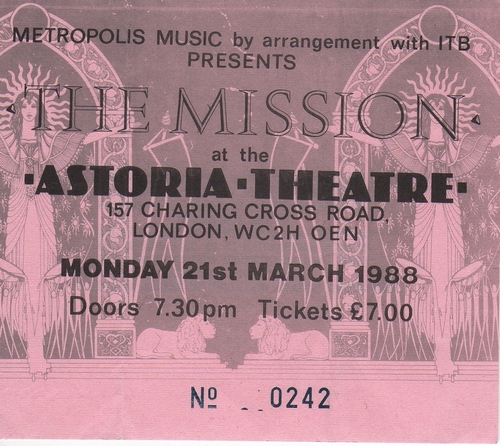 METROPOLIS MUSIC by arrangement with ITB
PRESENTS
THE MISSION
at the
·ASTORIA·THEATRE·
157 CHARING CROSS ROAD,
LONDON, WC2H OEN
MONDAY 21st MARCH 1988
Doors 7.30pm Tickets £7.00
Nº 0242